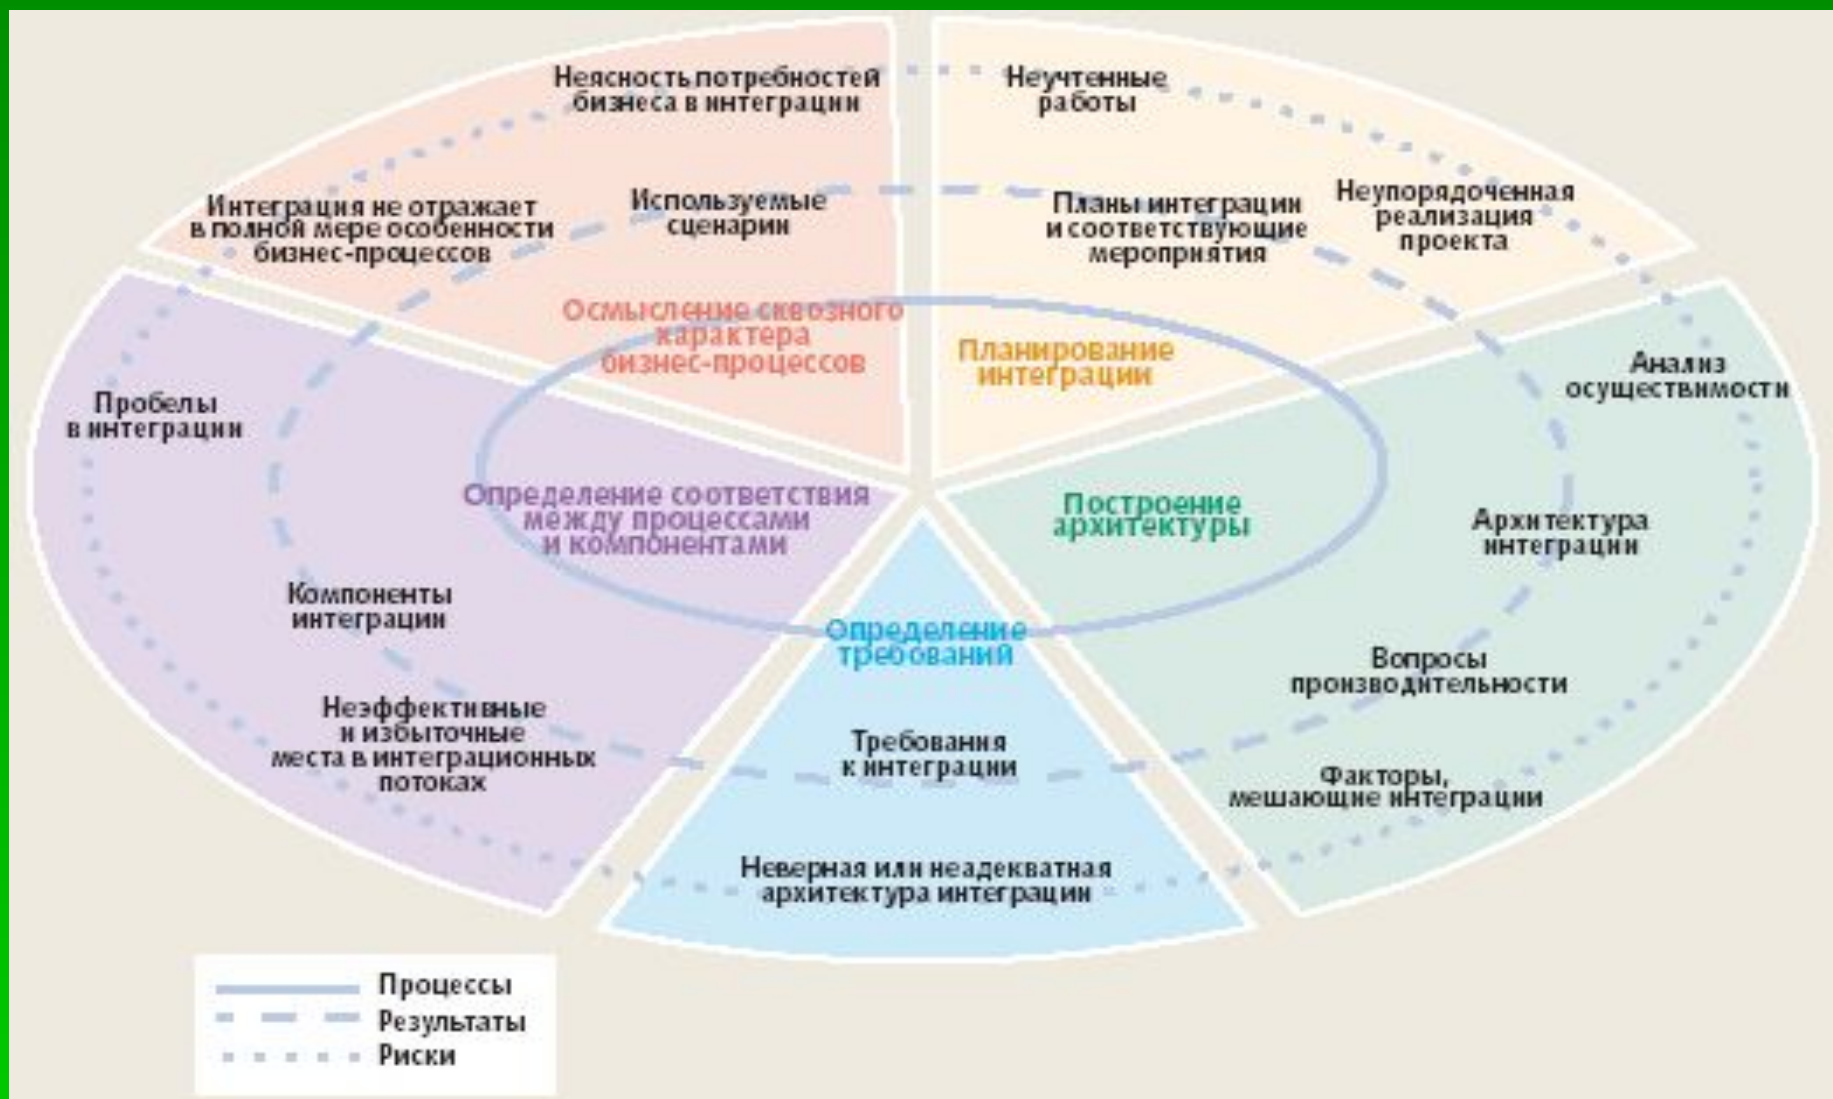 Неясность потребностей
бизнеса в интеграции
Неучтенные
работы
Интеграция не отражает
в полной мере особенности
бизнес-процессов
Используемые
сценарии
Планы интеграции
и соответствующие
мероприятия
Неупорядоченная
реализация
проекта
Осмысление сквозного
характера
бизнес-процессов
Планирование
интеграции
Анализ
осуществимости
Пробелы
в интеграции
Определение соответствия
между процессами
и компонентами
Построение
архитектуры
Архитектура
интеграции
Компоненты
интеграции
Определение
требований
Вопросы
производительности
Неэффективные
и избыточные
места в интеграционных
потоках
Требования
к интеграции
Факторы,
мешающие интеграции
Неверная или неадекватная
архитектура интеграции
Процессы
Результаты
Риски